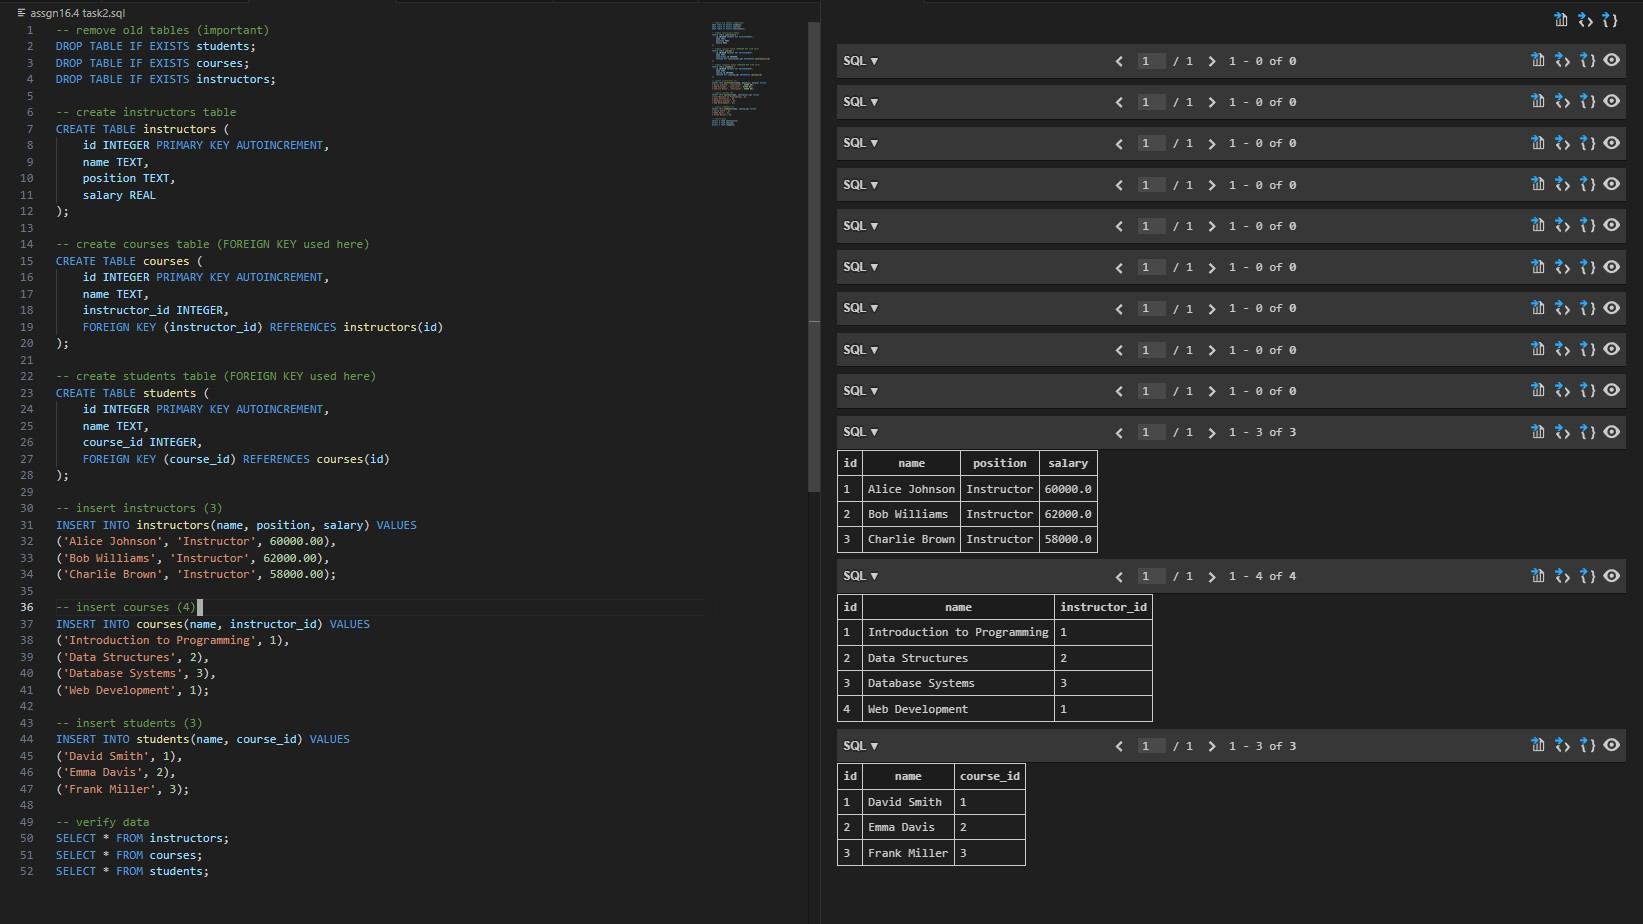 assgn16.4 task2.sql
1 -- remove old tables (important)
2 DROP TABLE IF EXISTS students;
3 DROP TABLE IF EXISTS courses;
4 DROP TABLE IF EXISTS instructors;
5
6 -- create instructors table
7 CREATE TABLE instructors (
8 id INTEGER PRIMARY KEY AUTOINCREMENT,
9 name TEXT,
10 position TEXT,
11 salary REAL
12 );
13
14 -- create courses table (FOREIGN KEY used here)
15 CREATE TABLE courses (
16 id INTEGER PRIMARY KEY AUTOINCREMENT,
17 name TEXT,
18 instructor_id INTEGER,
19 FOREIGN KEY (instructor_id) REFERENCES instructors(id)
20 );
21
22 -- create students table (FOREIGN KEY used here)
23 CREATE TABLE students (
24 id INTEGER PRIMARY KEY AUTOINCREMENT,
25 name TEXT,
26 course_id INTEGER,
27 FOREIGN KEY (course_id) REFERENCES courses(id)
28 );
29
30 -- insert instructors (3)
31 INSERT INTO instructors(name, position, salary) VALUES
32 ('Alice Johnson', 'Instructor', 60000.00),
33 ('Bob Williams', 'Instructor', 62000.00),
34 ('Charlie Brown', 'Instructor', 58000.00);
35
36 -- insert courses (4)
37 INSERT INTO courses(name, instructor_id) VALUES
38 ('Introduction to Programming', 1),
39 ('Data Structures', 2),
40 ('Database Systems', 3),
41 ('Web Development', 1);
42
43 -- insert students (3)
44 INSERT INTO students(name, course_id) VALUES
45 ('David Smith', 1),
46 ('Emma Davis', 2),
47 ('Frank Miller', 3);
48
49 -- verify data
50 SELECT * FROM instructors;
51 SELECT * FROM courses;
52 SELECT * FROM students;
SQL ▼ < 1 / 1 > 1 - 0 of 0
SQL ▼ < 1 / 1 > 1 - 0 of 0
SQL ▼ < 1 / 1 > 1 - 0 of 0
SQL ▼ < 1 / 1 > 1 - 0 of 0
SQL ▼ < 1 / 1 > 1 - 0 of 0
SQL ▼ < 1 / 1 > 1 - 0 of 0
SQL ▼ < 1 / 1 > 1 - 0 of 0
SQL ▼ < 1 / 1 > 1 - 0 of 0
SQL ▼ < 1 / 1 > 1 - 0 of 0
SQL ▼ < 1 / 1 > 1 - 3 of 3
id name position salary
1 Alice Johnson Instructor 60000.0
2 Bob Williams Instructor 62000.0
3 Charlie Brown Instructor 58000.0
SQL ▼ < 1 / 1 > 1 - 4 of 4
id name instructor_id
1 Introduction to Programming 1
2 Data Structures 2
3 Database Systems 3
4 Web Development 1
SQL ▼ < 1 / 1 > 1 - 3 of 3
id name course_id
1 David Smith 1
2 Emma Davis 2
3 Frank Miller 3